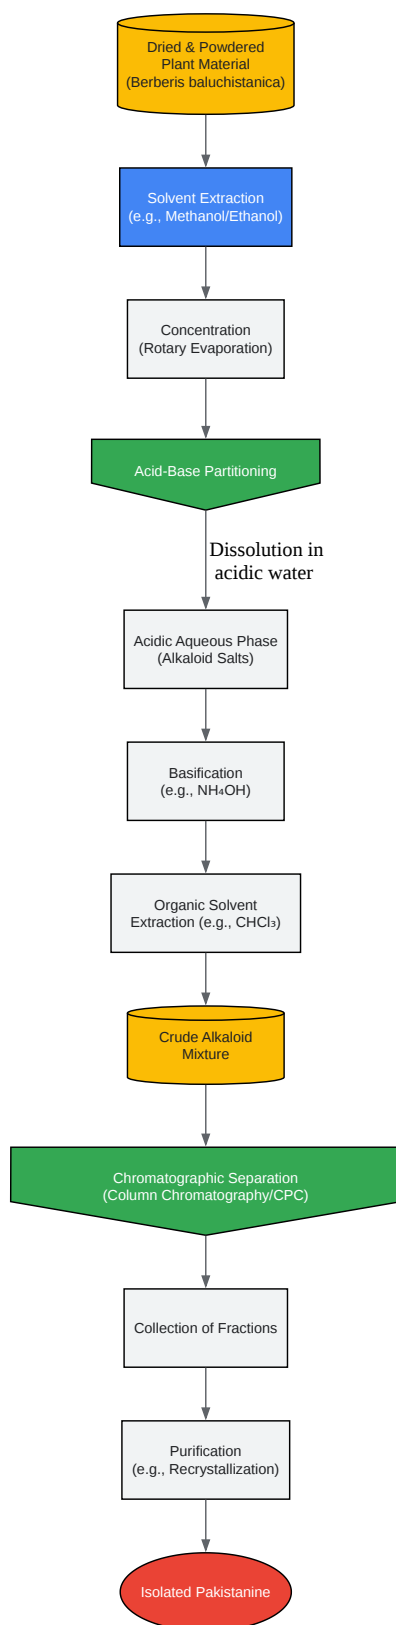 Dried & Powdered
Plant Material
(Berberis baluchistanica)
Solvent Extraction
(e.g., Methanol/Ethanol)
Concentration
(Rotary Evaporation)
Acid-Base Partitioning
Dissolution in
acidic water
Acidic Aqueous Phase
(Alkaloid Salts)
Basification
(e.g., NH₄OH)
Organic Solvent
Extraction (e.g., CHCl₃)
Crude Alkaloid
Mixture
Chromatographic Separation
(Column Chromatography/CPC)
Collection of Fractions
Purification
(e.g., Recrystallization)
Isolated Pakistanine